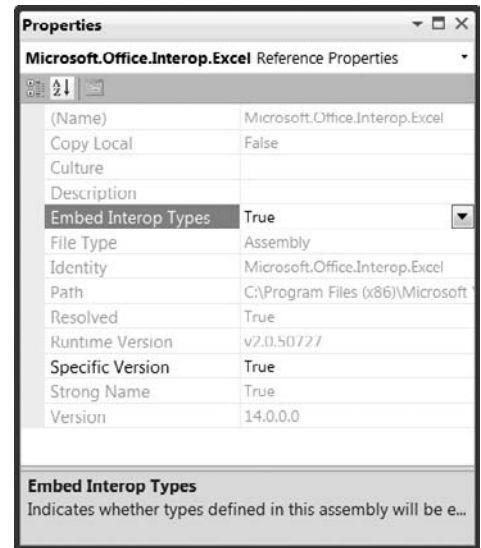 Properties
Microsoft.Office.Interop.Excel Reference Properties
(Name) Microsoft.Office.Interop.Excel
Copy Local False
Culture
Description
Embed Interop Types True
File Type Assembly
Identity Microsoft.Office.Interop.Excel
Path C:\Program Files (x86)\Microsoft
Resolved True
Runtime Version v2.0.50727
Specific Version True
Strong Name True
Version 14.0.0.0
Embed Interop Types
Indicates whether types defined in this assembly will be e...